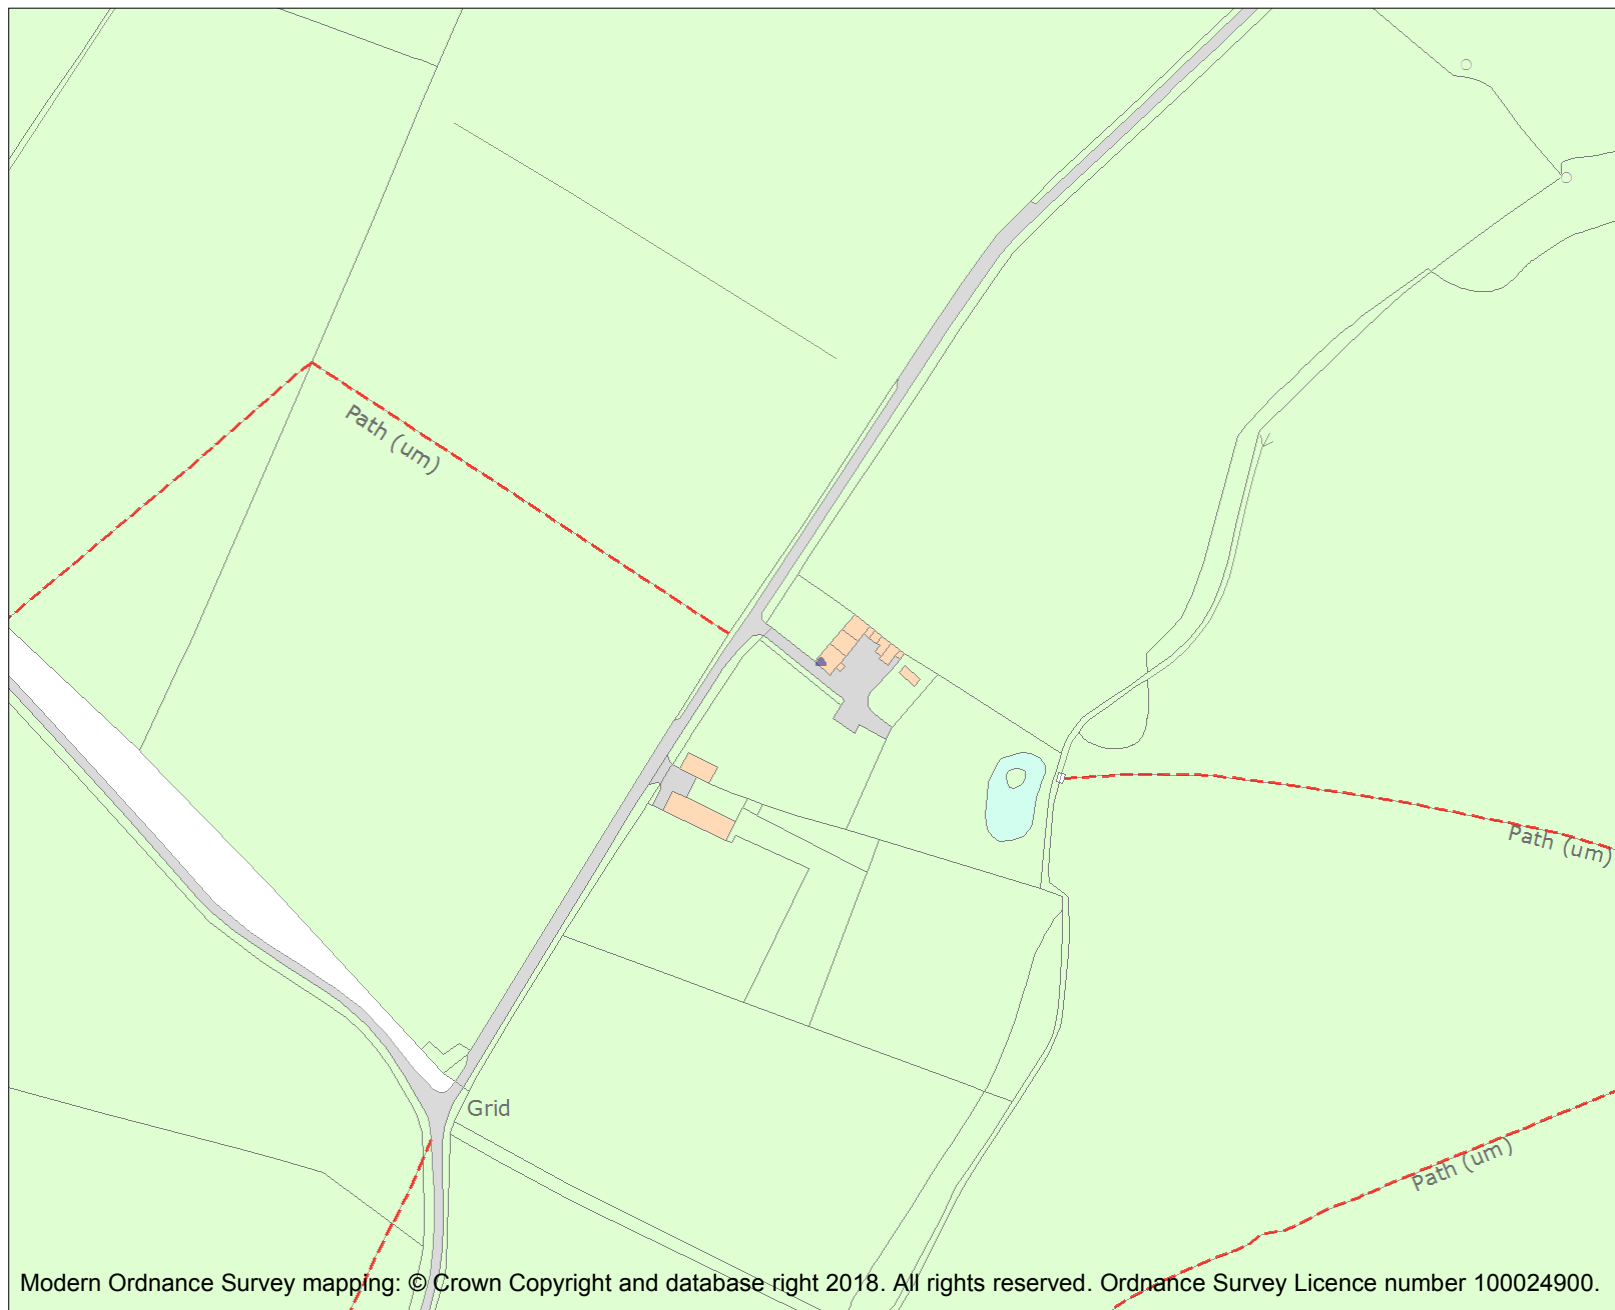 Path (um)
Path (um)
Grid
Path (um)
Modern Ordnance Survey mapping: © Crown Copyright and database right 2018. All rights reserved. Ordnance Survey Licence number 100024900.